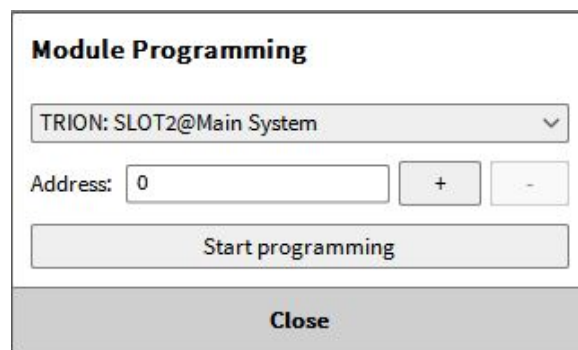 Module Programming
TRION: SLOT2@Main System
Address: 0 + -
Start programming
Close